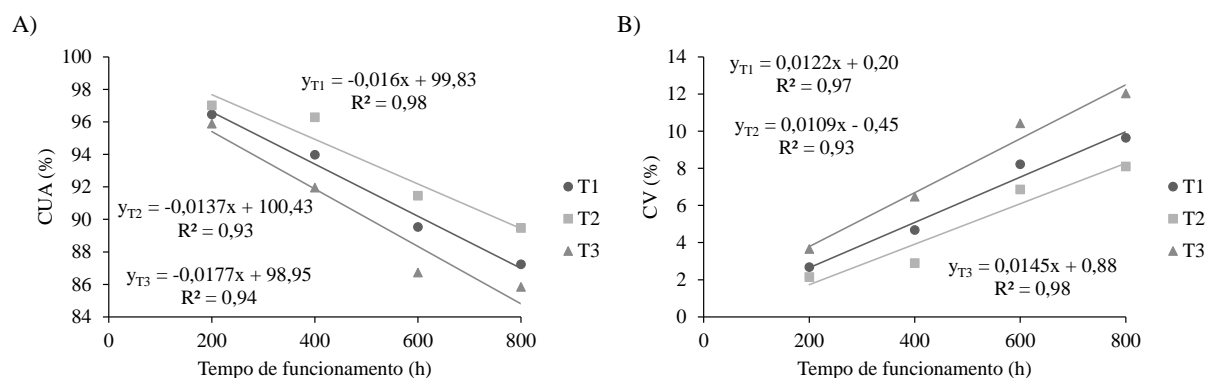 A)
100
98
96
94
92
90
88
86
84
CUA (%)
y_T1 = -0,016x + 99,83
R² = 0,98
y_T2 = -0,0137x + 100,43
R² = 0,93
y_T3 = -0,0177x + 98,95
R² = 0,94
0 200 400 600 800
Tempo de funcionamento (h)
T1
T2
T3
B)
14
12
10
8
6
4
2
0
CV (%)
y_T1 = 0,0122x + 0,20
R² = 0,97
y_T2 = 0,0109x - 0,45
R² = 0,93
y_T3 = 0,0145x + 0,88
R² = 0,98
0 200 400 600 800
Tempo de funcionamento (h)
T1
T2
T3